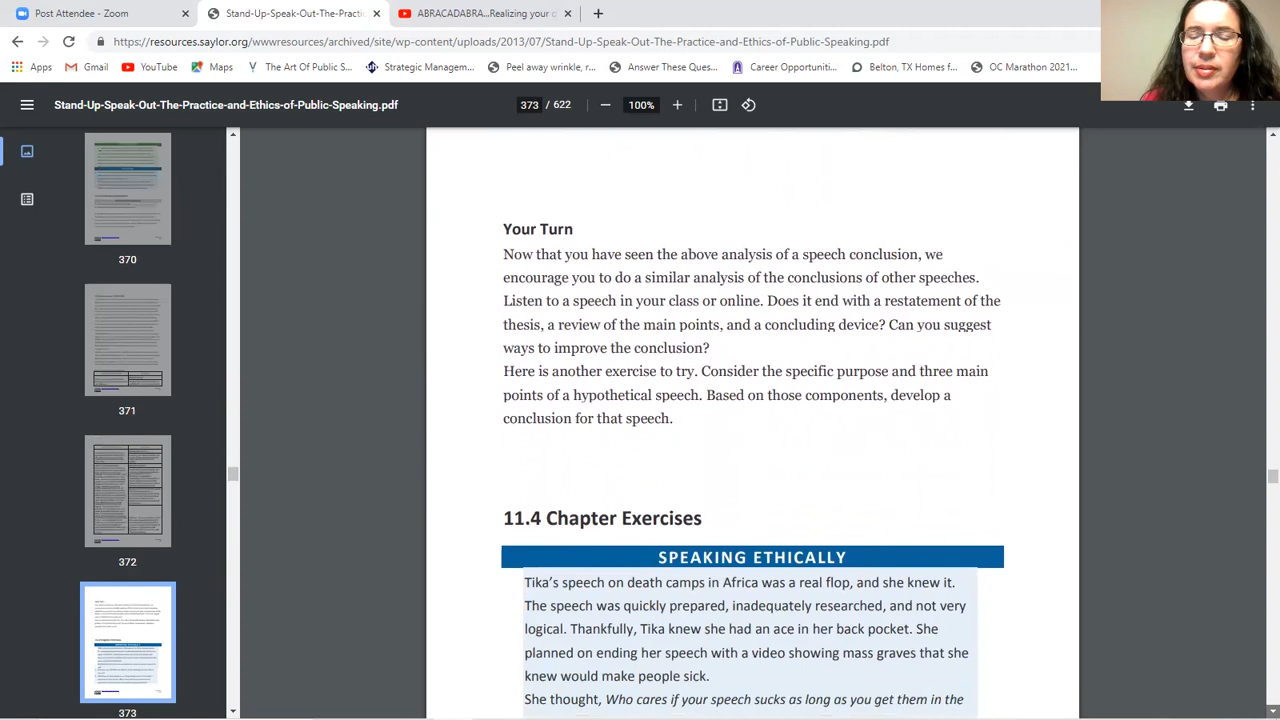 Post Attendee - Zoom
Stand-Up-Speak-Out-The-Practi
ABRACADABRA...Realizing your d
https://resources.saylor.org/wwwresources/archived/site/wp-content/uploads/2013/07/Stand-Up-Speak-Out-The-Practice-and-Ethics-of-Public-Speaking.pdf
Apps
Gmail
YouTube
Maps
The Art Of Public S...
Strategic Managem...
Answer These Ques...
Career Opportuniti...
Belton, TX Homes f...
OC Marathon 2021...
Stand-Up-Speak-Out-The-Practice-and-Ethics-of-Public-Speaking.pdf
373 / 622
100%
370
371
372
373
Your Turn
Now that you have seen the above analysis of a speech conclusion, we
encourage you to do a similar analysis of the conclusions of other speeches.
Listen to a speech in your class or online. Does it end with a restatement of the
thesis, a review of the main points, and a concluding device? Can you suggest
ways to improve the conclusion?
Here is another exercise to try. Consider the specific purpose and three main
points of a hypothetical speech. Based on those components, develop a
conclusion for that speech.
11.4 Chapter Exercises
SPEAKING ETHICALLY
Tika's speech on death camps in Africa was a real flop, and she knew it.
was quickly prepared, inadequately researched, and not very
Thankfully, Tika knew she had an ace in her back pocket. She
ending her speech with a video showing mass graves that she
would make people sick.
She thought, Who cares if your speech sucks as long as you get them in the